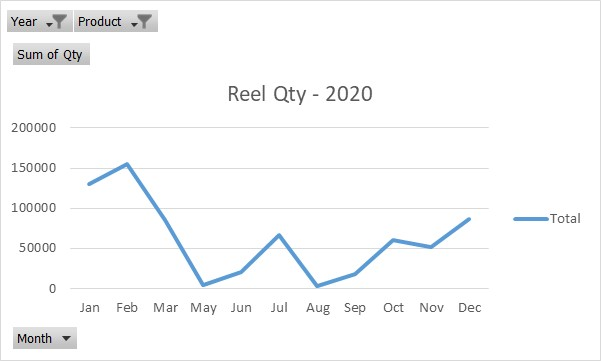 Year Product
Sum of Qty
Reel Qty - 2020
200000
150000
100000
50000
0
Jan Feb Mar May Jun Jul Aug Sep Oct Nov Dec
Total
Month